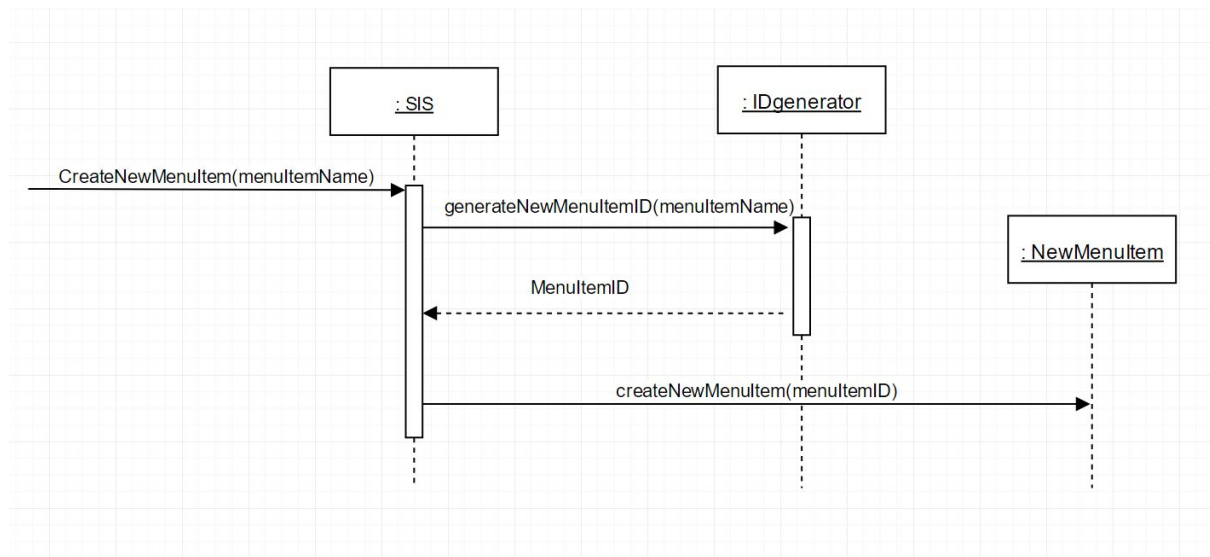 : SIS
: IDgenerator
CreateNewMenuItem(menuItemName)
generateNewMenuItemID(menuItemName)
: NewMenuItem
MenuItemID
createNewMenuItem(menuItemID)